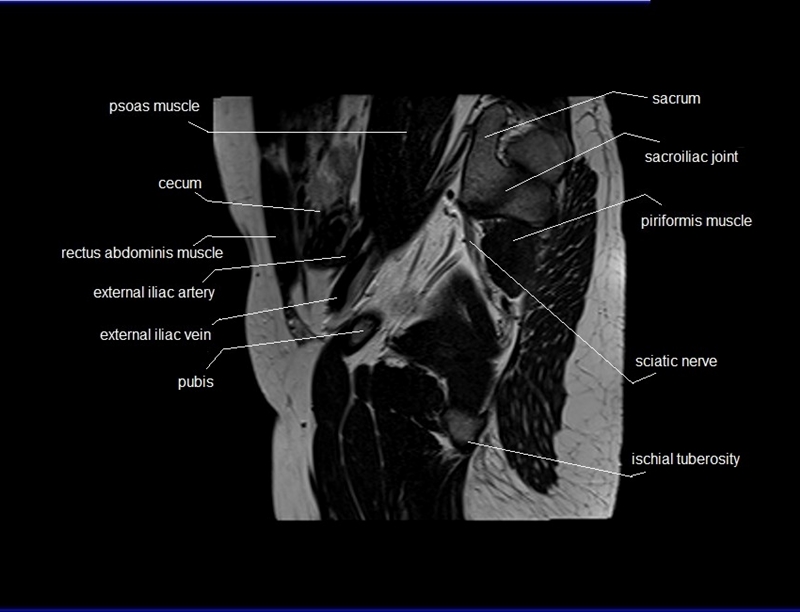 psoas muscle
cecum
rectus abdominis muscle
external iliac artery
external iliac vein
pubis
sacrum
sacroiliac joint
piriformis muscle
sciatic nerve
ischial tuberosity